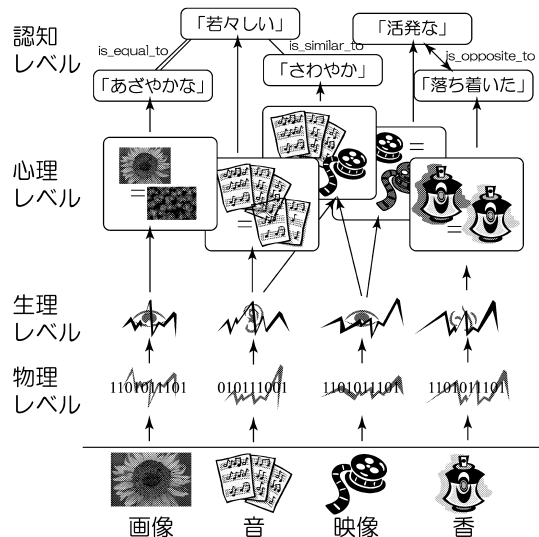 認知
レベル
「若々しい」
「活発な」
is_equal_to
is_similar_to
is_opposite_to
「あざやかな」
「さわやか」
「落ち着いた」
心理
レベル
=
=
=
=
生理
レベル
物理
レベル
1101011101
010111001
1101011101
1101011101
画像
音
映像
香